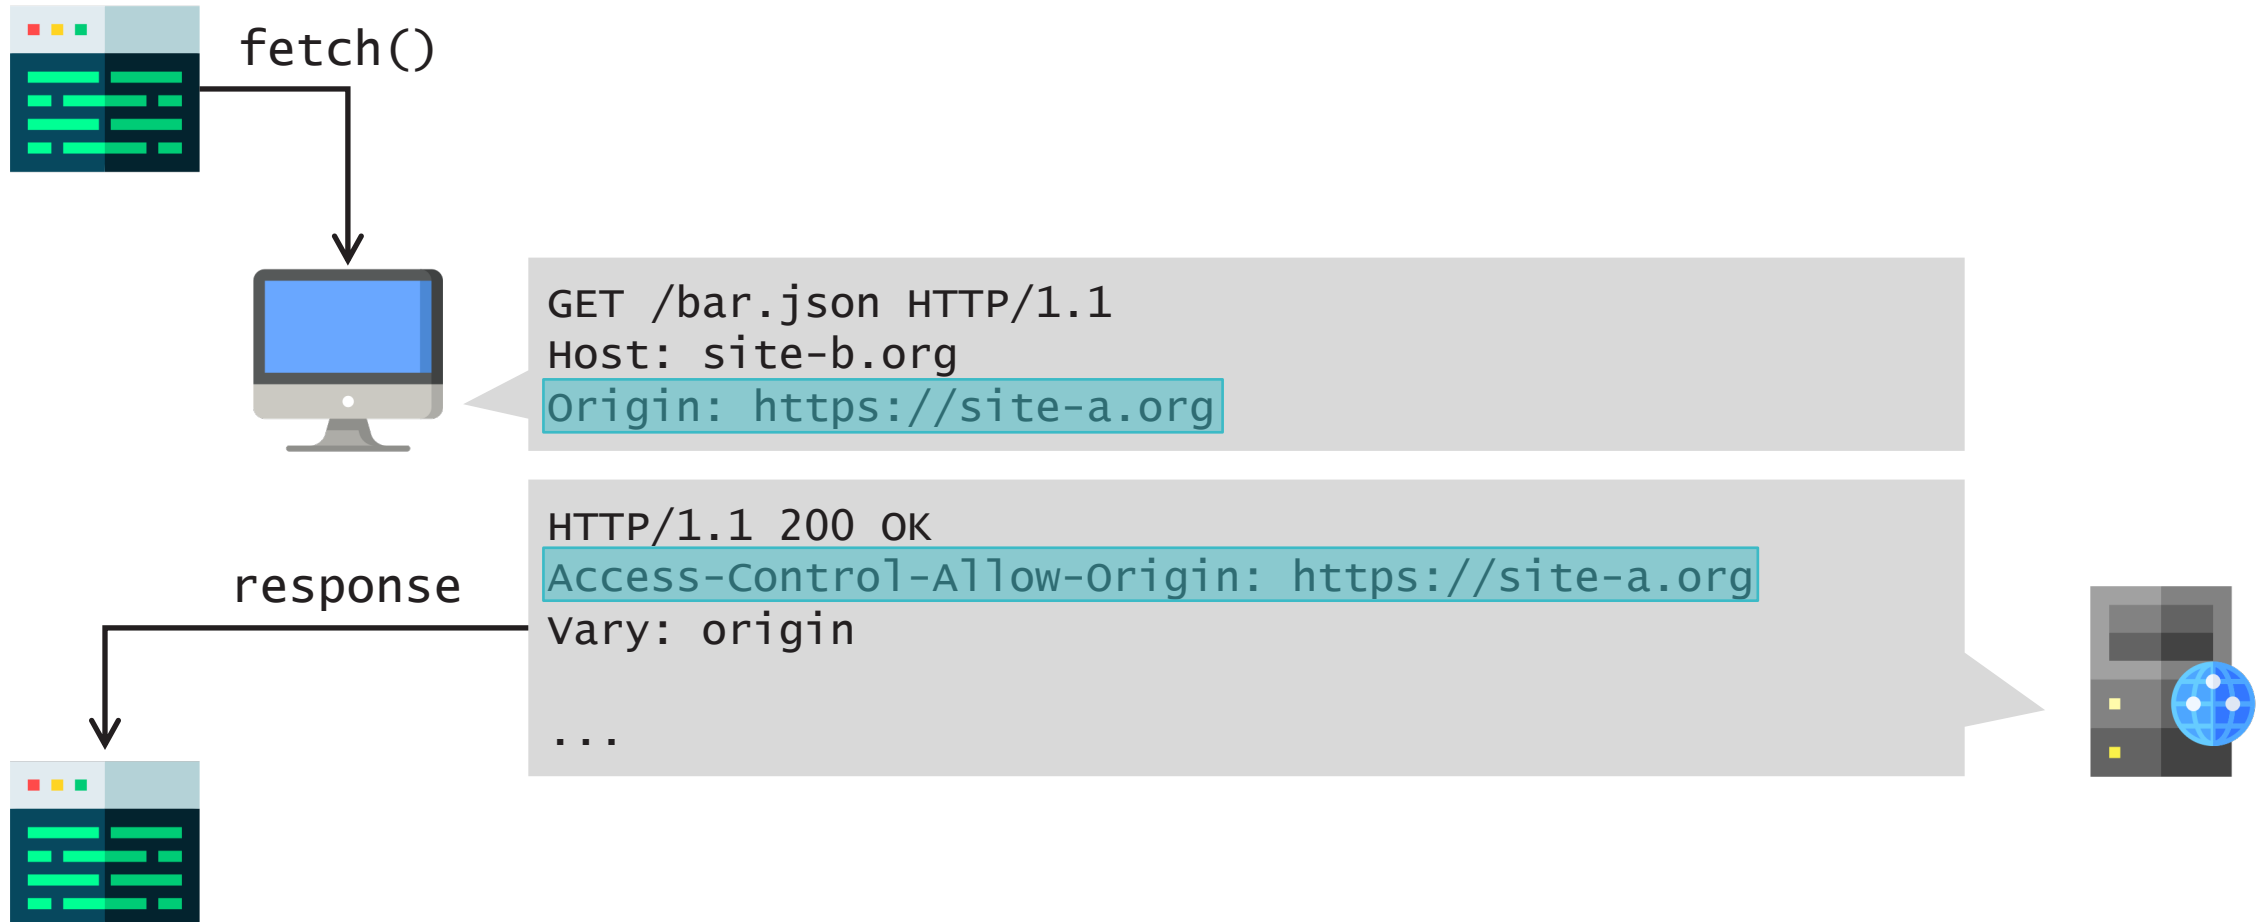 fetch()
GET /bar.json HTTP/1.1
Host: site-b.org
Origin: https://site-a.org
HTTP/1.1 200 OK
Access-Control-Allow-Origin: https://site-a.org
Vary: origin
...
response